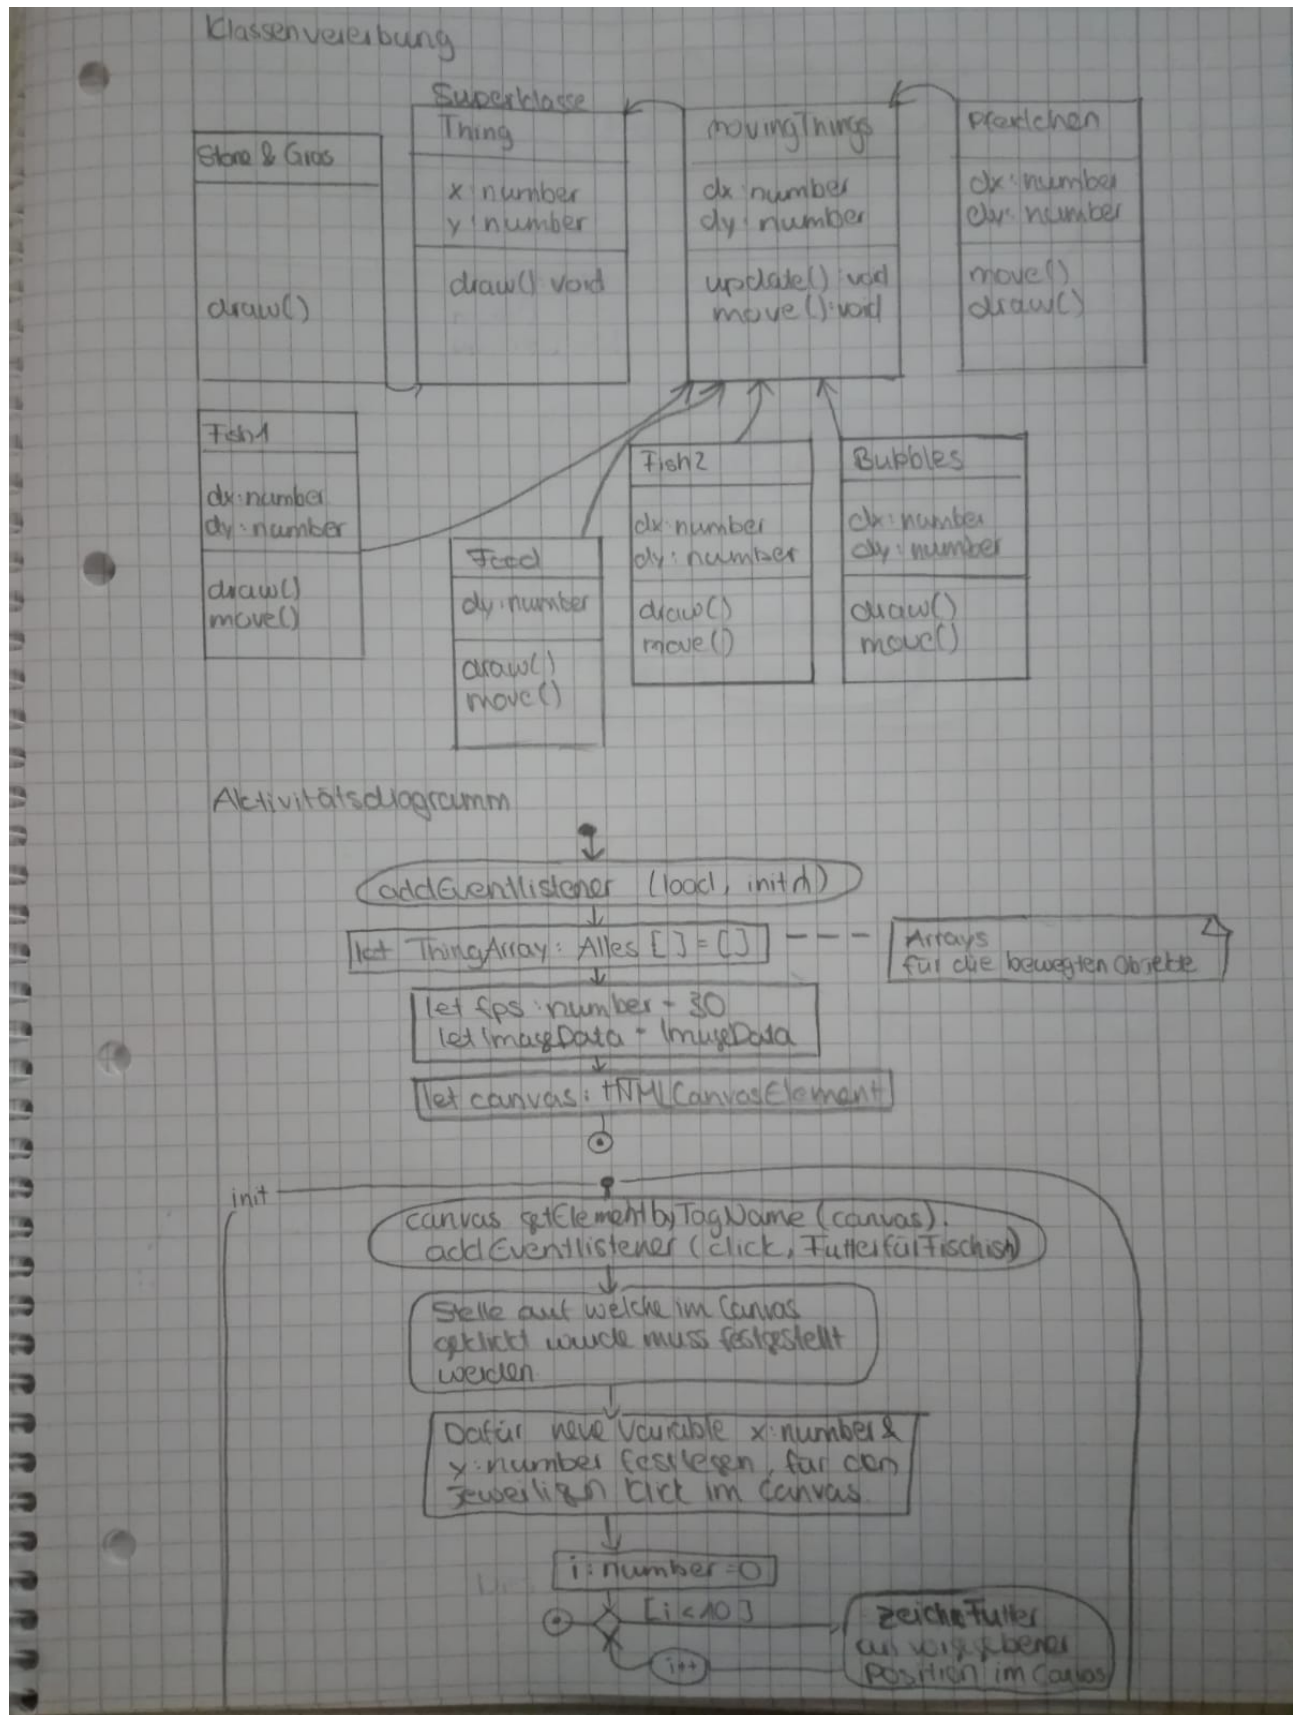 Klassenvererbung
Superklasse
Thing
x:number
y:number
draw() void
movingThings
dx:number
dy:number
update():void
move():void
Pferdchen
dx:number
dy:number
move()
draw()
Stone & Gras
draw()
Fish1
dx:number
dy:number
draw()
move()
Food
dy:number
draw()
move()
Fish2
dx:number
dy:number
draw()
move()
Bubbles
dx:number
dy:number
draw()
move()
Aktivitätsdiagramm
addEventlistener (load, init)
let ThingArray: Alles [] = []
Arrays
für die bewegten Objekte
let fps:number = 30
let imageData = ImageData
let canvas: HTMLCanvasElement
init
canvas getElementbyTagName (canvas).
addEventlistener (click, FutterfürFischish)
Stelle auf welche im Canvas
geklickt wurde muss festgestellt
werden.
Dafür neue Variable x:number &
y:number festlegen, für den
jeweiligen Click im Canvas
i:number=0
[i<10]
i++
zeichFutter
auf vorgegebener
Position im Canvas